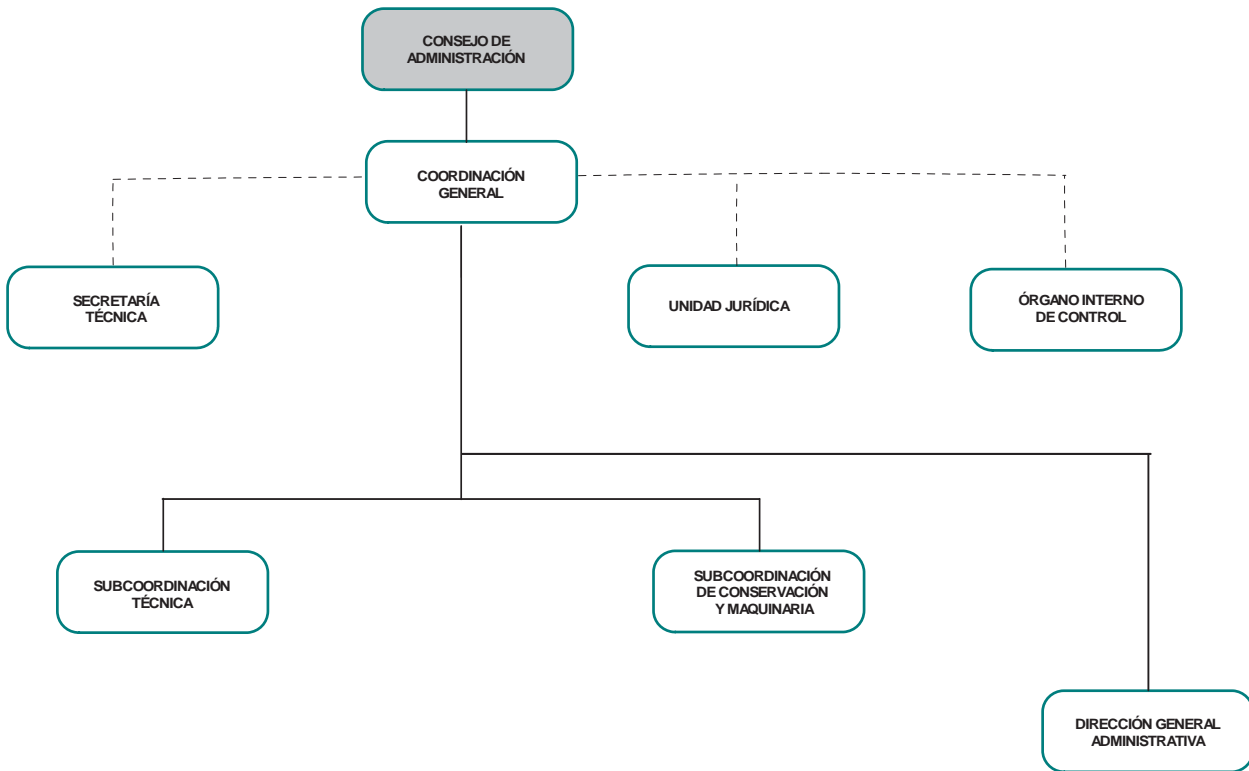 CONSEJO DE
ADMINISTRACIÓN
COORDINACIÓN
GENERAL
SECRETARÍA
TÉCNICA
UNIDAD JURÍDICA
ÓRGANO INTERNO
DE CONTROL
SUBCOORDINACIÓN
TÉCNICA
SUBCOORDINACIÓN
DE CONSERVACIÓN
Y MAQUINARIA
DIRECCIÓN GENERAL
ADMINISTRATIVA